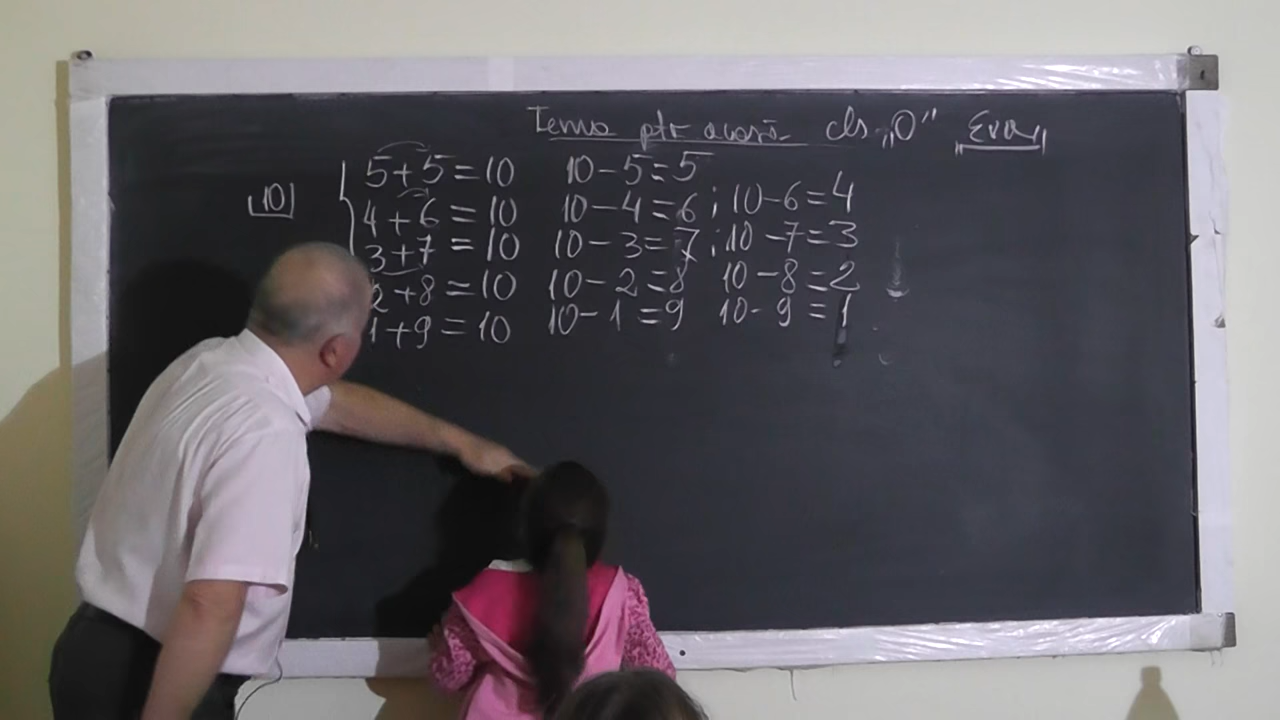 Tema ptr acasă cls. „0” „Eva”
10 5+5=10 10-5=5
4+6=10 10-4=6; 10-6=4
3+7=10 10-3=7; 10-7=3
2+8=10 10-2=8 10-8=2
1+9=10 10-1=9 10-9=1